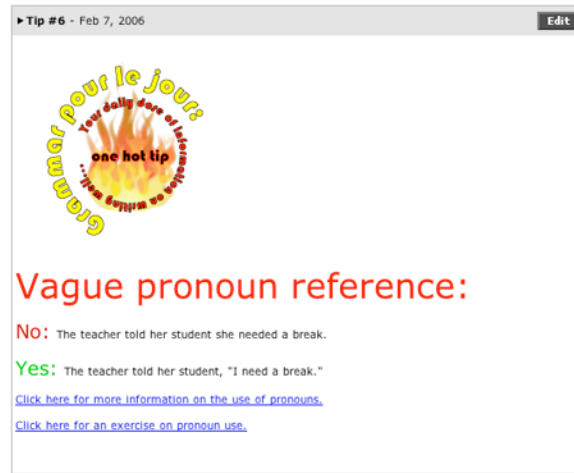 Tip #6 - Feb 7, 2006
Edit
Grammar pour le jour:
Your daily dose of information on writing well...
one hot tip
Vague pronoun reference:
No: The teacher told her student she needed a break.
Yes: The teacher told her student, "I need a break."
Click here for more information on the use of pronouns.
Click here for an exercise on pronoun use.